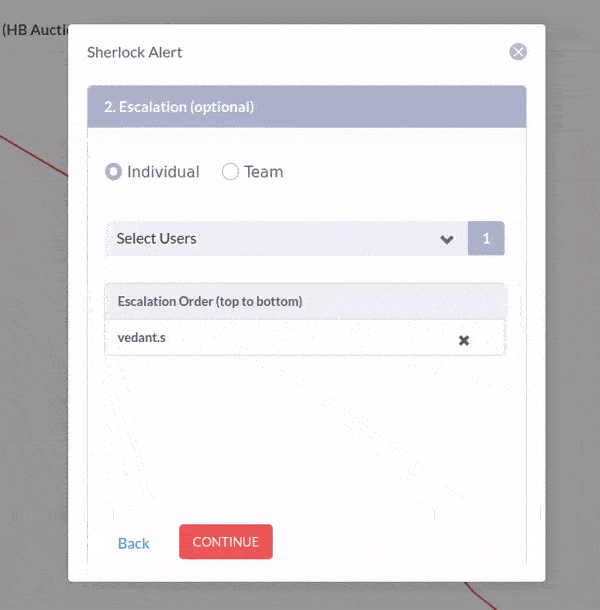 (HB Auctio
Sherlock Alert
2. Escalation (optional)
Individual Team
Select Users 1
Escalation Order (top to bottom)
vedant.s
Back CONTINUE